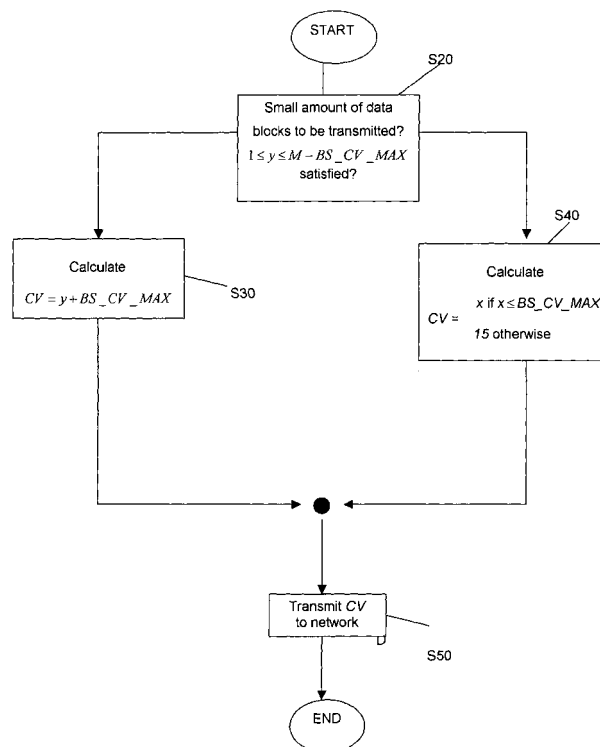 START
S20
Small amount of data
blocks to be transmitted?
1 ≤ y ≤ M − BS_CV_MAX
satisfied?
S40
Calculate
CV = y + BS_CV_MAX
S30
Calculate
x if x ≤ BS_CV_MAX
CV =
15 otherwise
Transmit CV
to network
S50
END